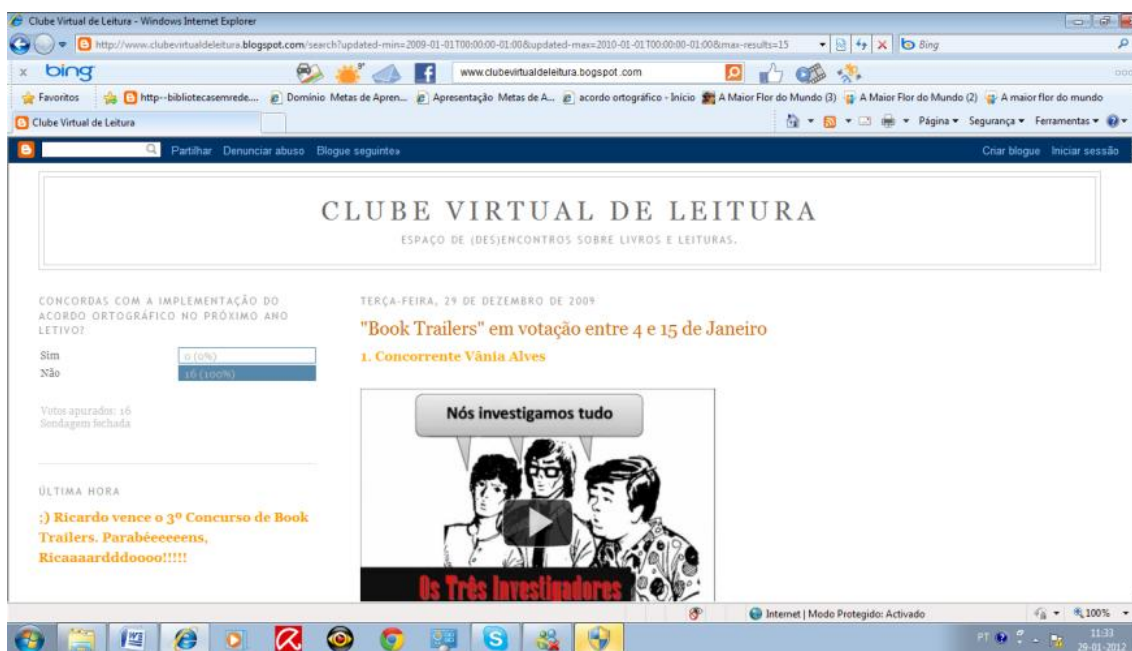 Clube Virtual de Leitura - Windows Internet Explorer
http://www.clubevirtualdeleitura.blogspot.com/search?updated-min=2009-01-01T00:00:00-01:00&updated-max=2010-01-01T00:00:00-01:00&max-results=15
Bing
x bing 9° www.clubevirtualdeleitura.bogspot .com
Favoritos http--bibliotecasemrede.... Domínio Metas de Apren... Apresentação Metas de A... acordo ortográfico - Início A Maior Flor do Mundo (3) A Maior Flor do Mundo (2) A maior flor do mundo
Clube Virtual de Leitura Página Segurança Ferramentas
Partilhar Denunciar abuso Blogue seguinte» Criar blogue Iniciar sessão
CLUBE VIRTUAL DE LEITURA
ESPAÇO DE (DES)ENCONTROS SOBRE LIVROS E LEITURAS.
CONCORDAS COM A IMPLEMENTAÇÃO DO
ACORDO ORTOGRÁFICO NO PRÓXIMO ANO
LETIVO?
Sim 0 (0%)
Não 16 (100%)
Votos apurados: 16
Sondagem fechada
ÚLTIMA HORA
;) Ricardo vence o 3º Concurso de Book
Trailers. Parabéeeeeens,
Ricaaaardddoooo!!!!!
TERÇA-FEIRA, 29 DE DEZEMBRO DE 2009
"Book Trailers" em votação entre 4 e 15 de Janeiro
1. Concorrente Vânia Alves
Nós investigamos tudo
Os Três Investigadores
Internet | Modo Protegido: Activado 100%
PT 11:33
29-01-2012